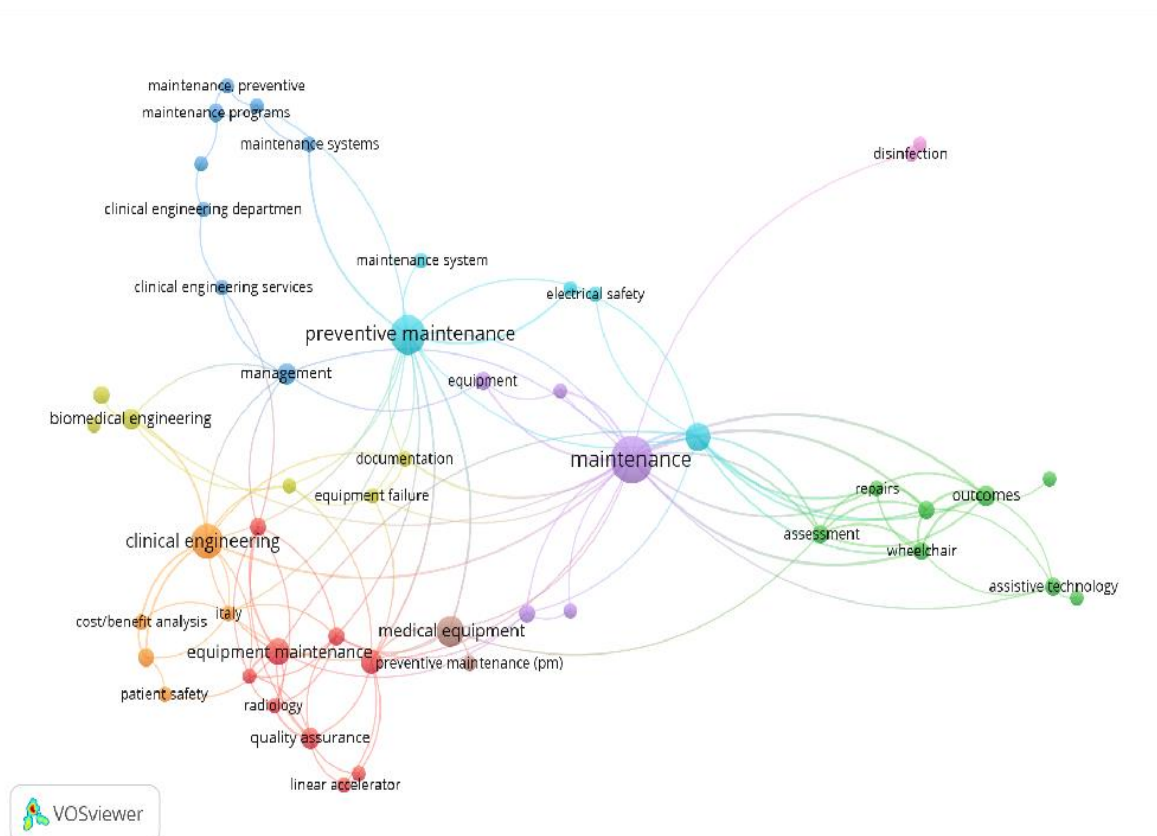 maintenance, preventive
maintenance programs
maintenance systems
disinfection
clinical engineering departmen
maintenance system
clinical engineering services
electrical safety
preventive maintenance
management
equipment
biomedical engineering
documentation
maintenance
equipment failure
repairs
outcomes
clinical engineering
assessment
wheelchair
assistive technology
cost/benefit analysis
italy
medical equipment
equipment maintenance
preventive maintenance (pm)
patient safety
radiology
quality assurance
linear accelerator
VOSviewer